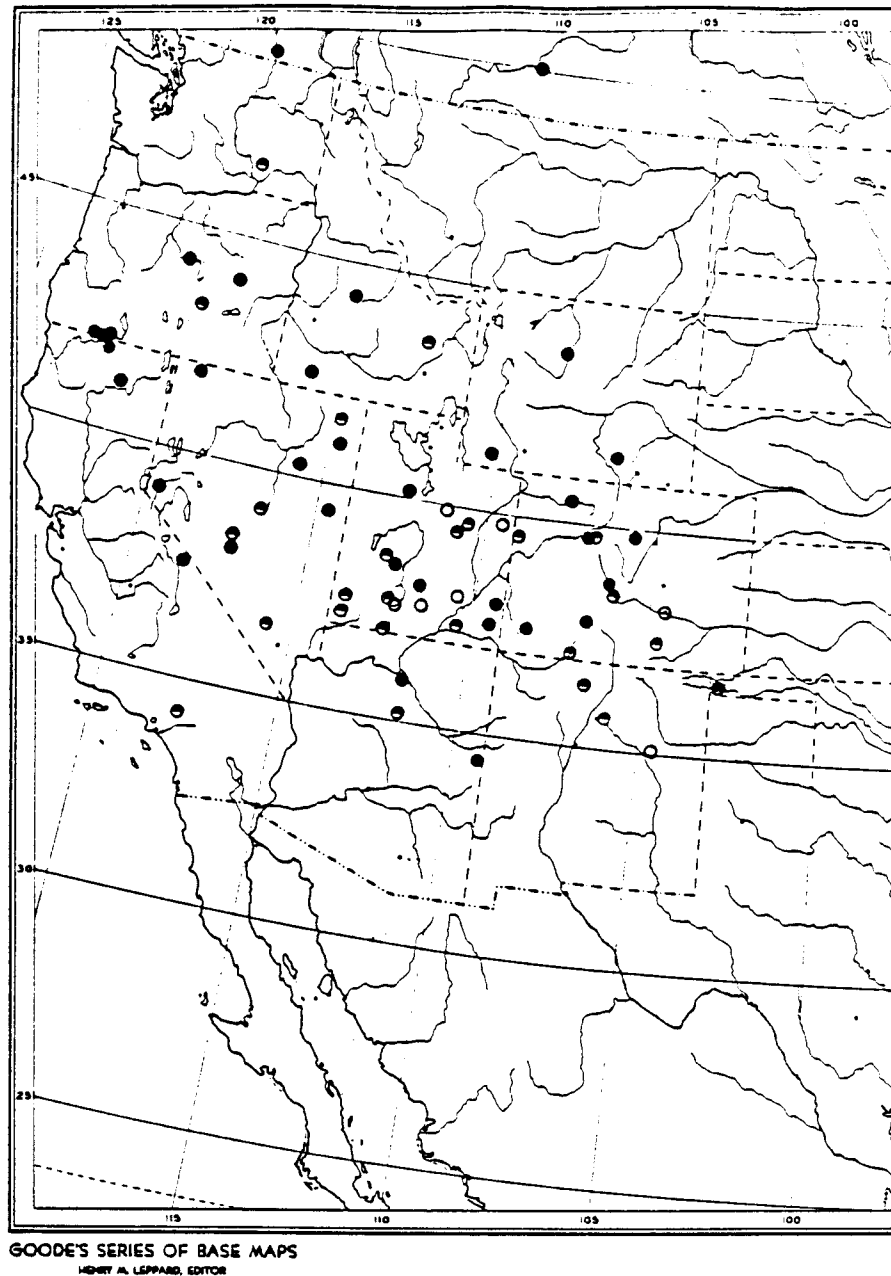 125 120 115 110 105 100
45
35
30
25
115 110 105 100
GOODE'S SERIES OF BASE MAPS
HENRY M. LEPPARD, EDITOR